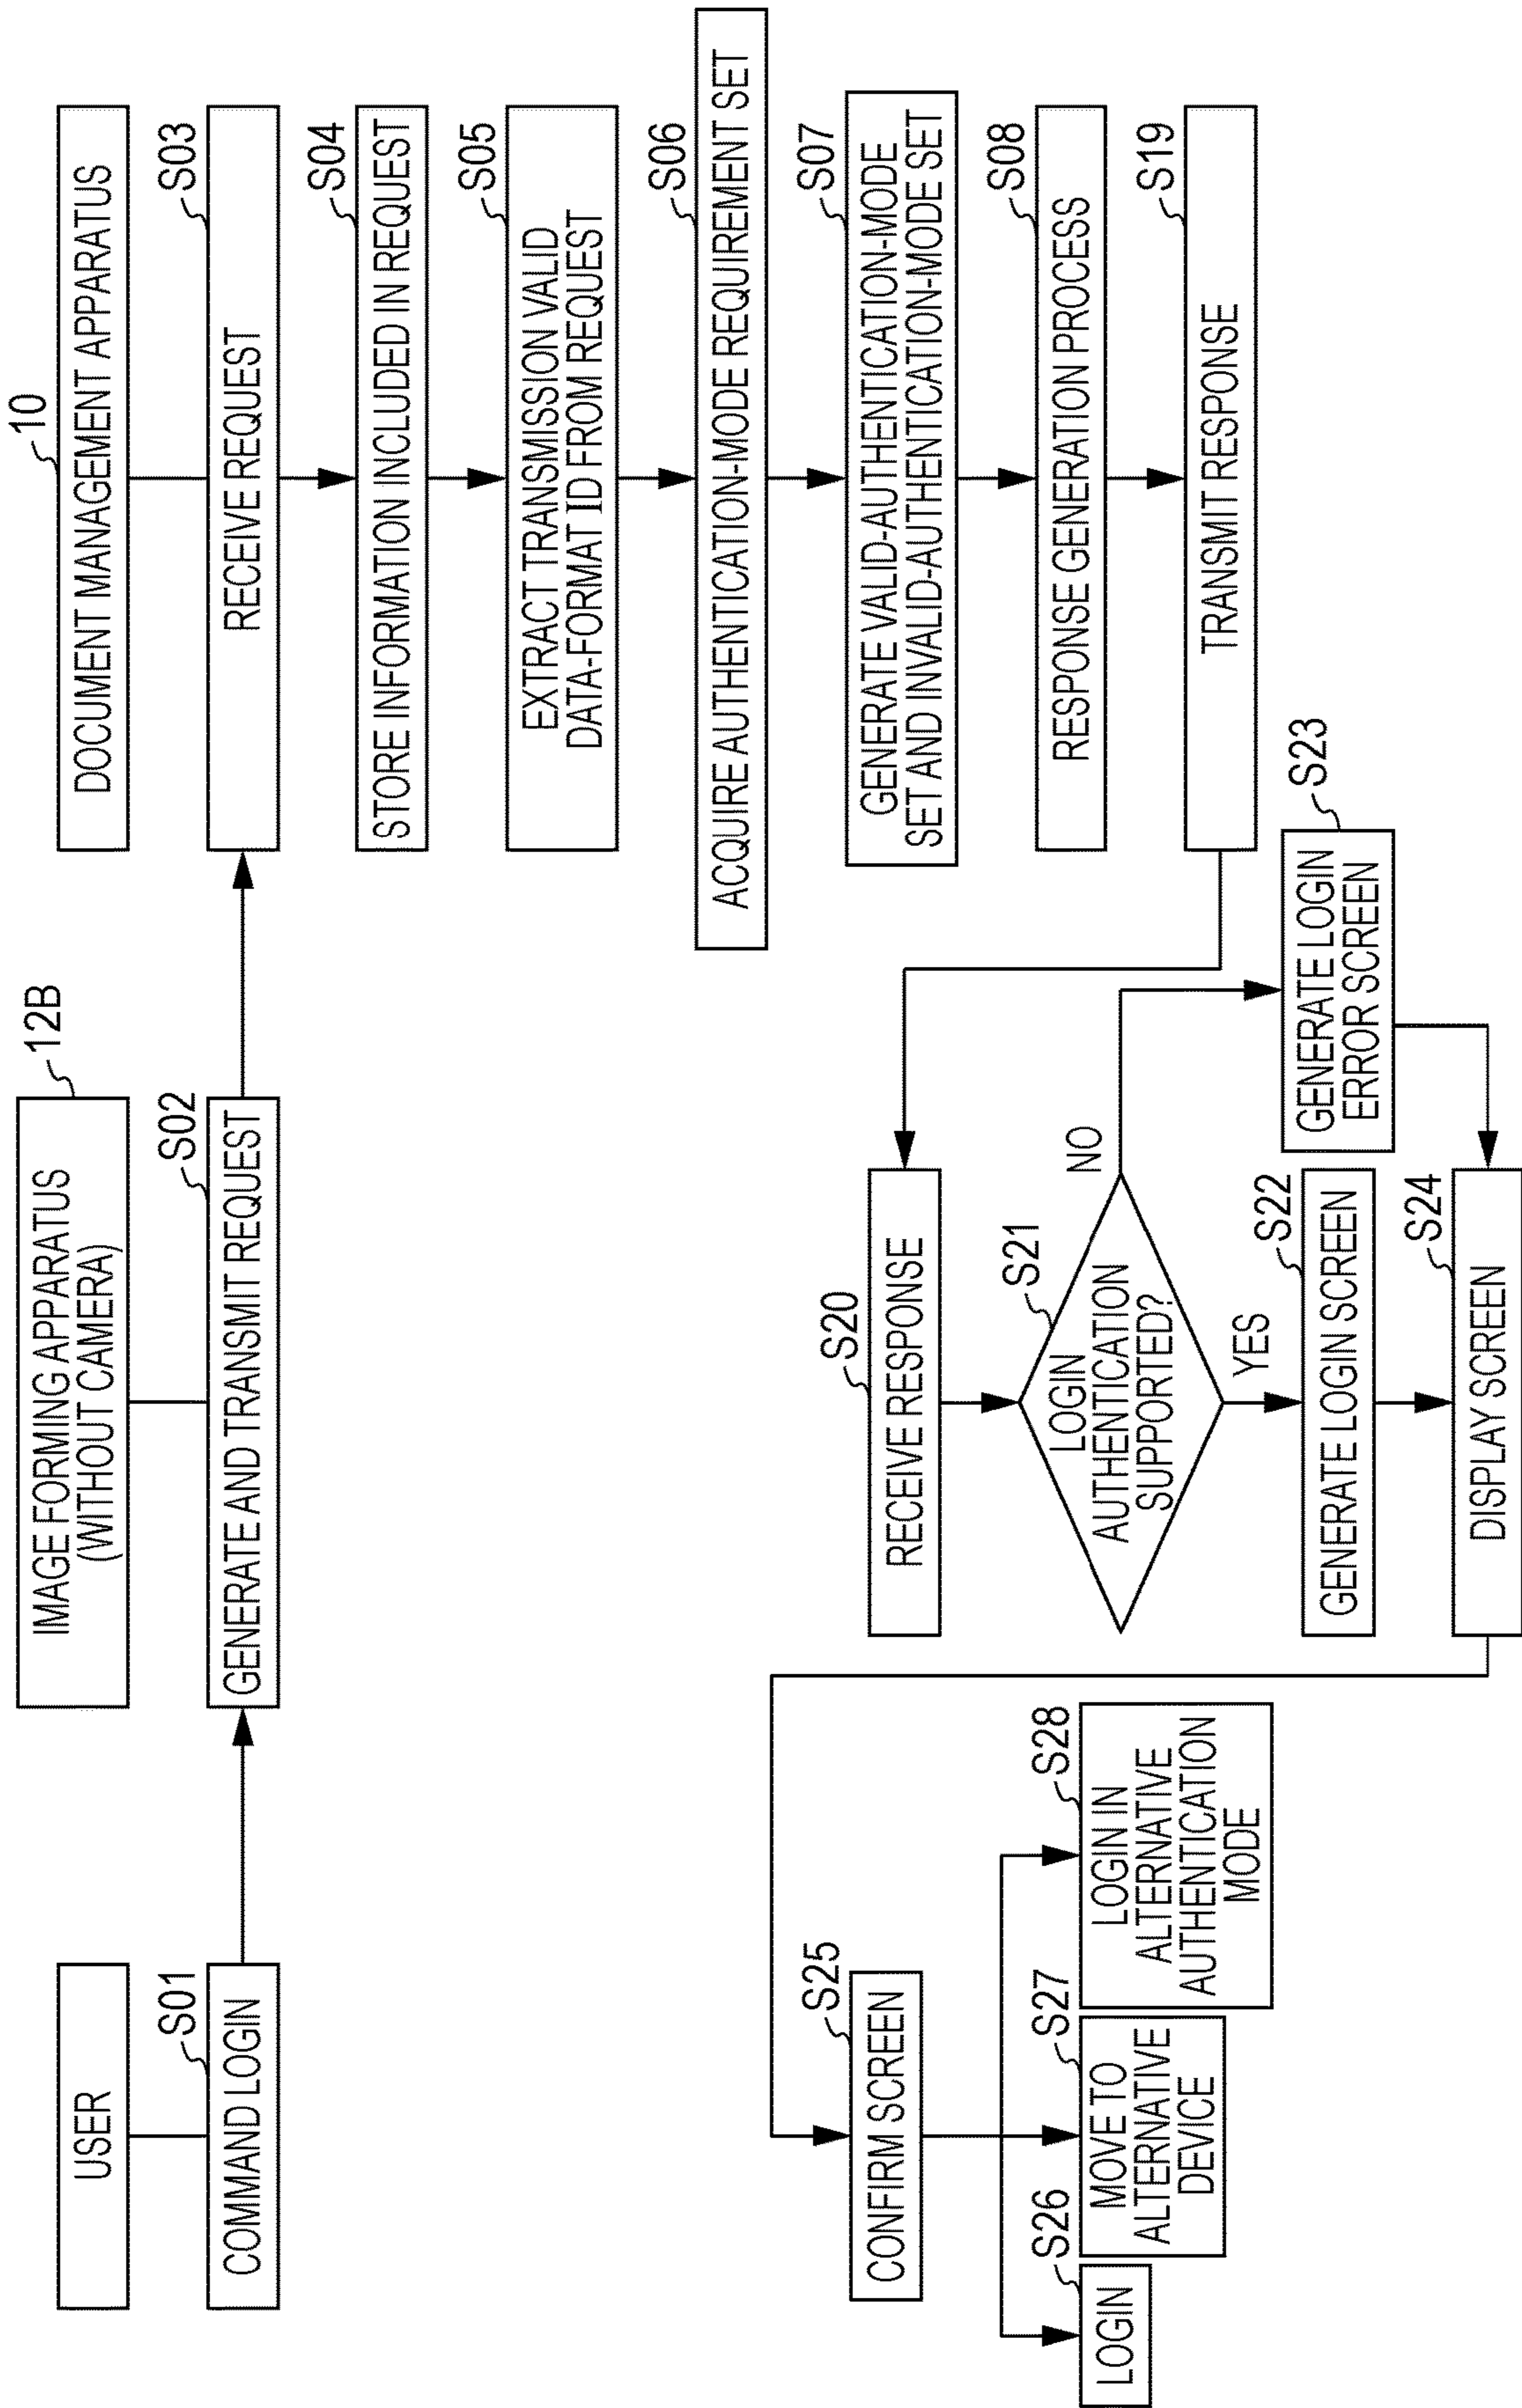 USER
S01
COMMAND LOGIN
12B
IMAGE FORMING APPARATUS
(WITHOUT CAMERA)
S02
GENERATE AND TRANSMIT REQUEST
10
DOCUMENT MANAGEMENT APPARATUS
S03
RECEIVE REQUEST
S04
STORE INFORMATION INCLUDED IN REQUEST
S05
EXTRACT TRANSMISSION VALID
DATA-FORMAT ID FROM REQUEST
S06
ACQUIRE AUTHENTICATION-MODE REQUIREMENT SET
S07
GENERATE VALID-AUTHENTICATION-MODE
SET AND INVALID-AUTHENTICATION-MODE SET
S08
RESPONSE GENERATION PROCESS
S19
TRANSMIT RESPONSE
S20
RECEIVE RESPONSE
S21
LOGIN
AUTHENTICATION
SUPPORTED?
NO
YES
S22
GENERATE LOGIN SCREEN
S23
GENERATE LOGIN
ERROR SCREEN
S24
DISPLAY SCREEN
S25
CONFIRM SCREEN
S26
LOGIN
S27
MOVE TO
ALTERNATIVE
DEVICE
S28
LOGIN IN
ALTERNATIVE
AUTHENTICATION
MODE